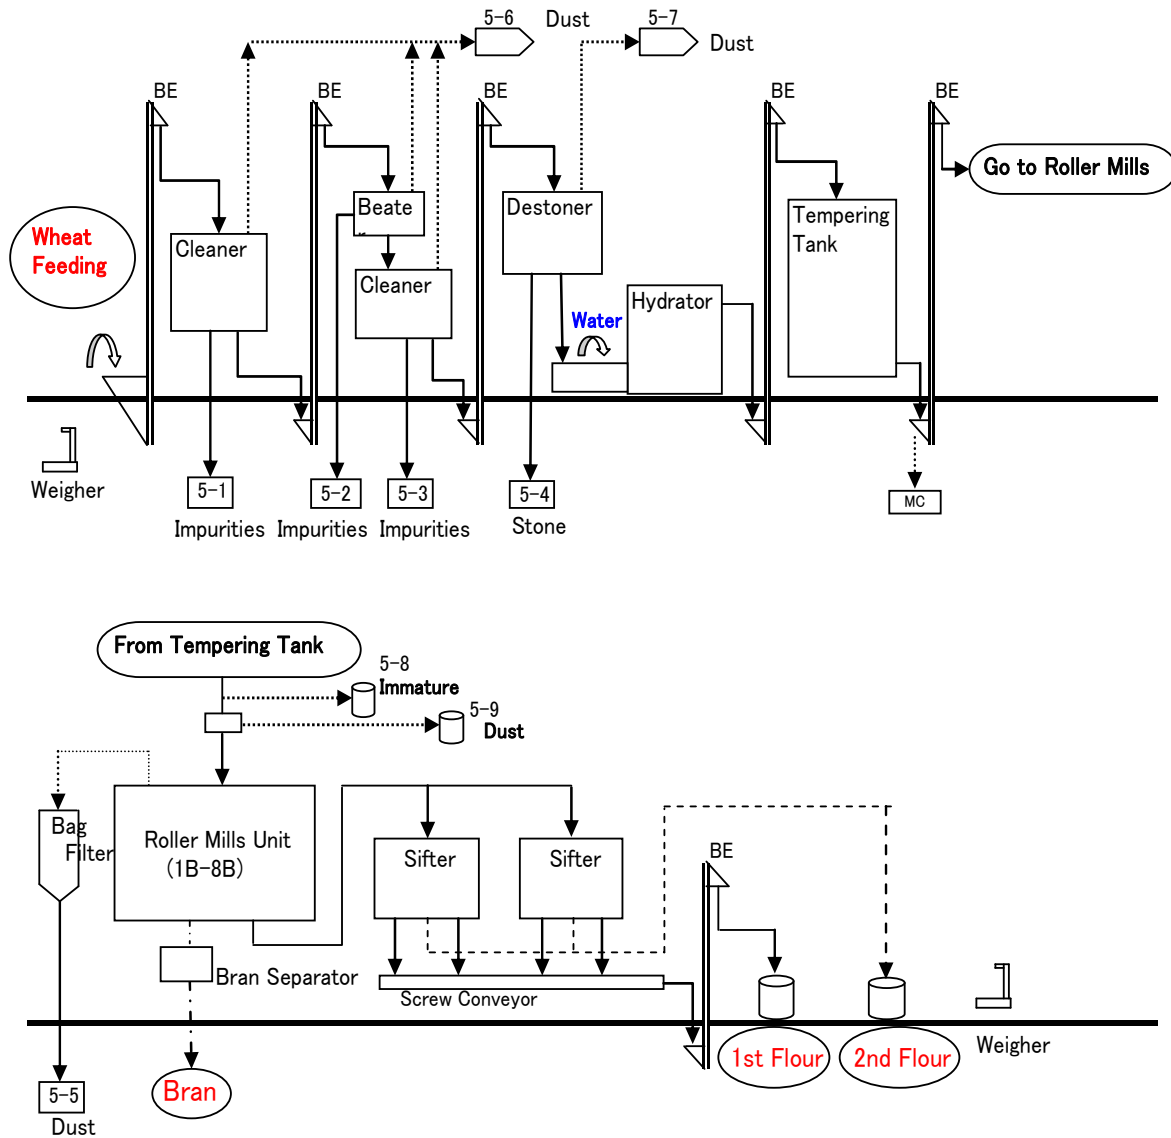 5-6
Dust
5-7
Dust
BE
BE
BE
BE
BE
Go to Roller Mills
Wheat
Feeding
Cleaner
Beate
r
Cleaner
Destoner
Water
Hydrator
Tempering
Tank
Weigher
5-1
Impurities
5-2
Impurities
5-3
Impurities
5-4
Stone
MC
From Tempering Tank
5-8
Immature
5-9
Dust
Bag
Filter
Roller Mills Unit
(1B-8B)
Sifter
Sifter
BE
Bran Separator
Screw Conveyor
1st Flour
2nd Flour
Weigher
Bran
5-5
Dust